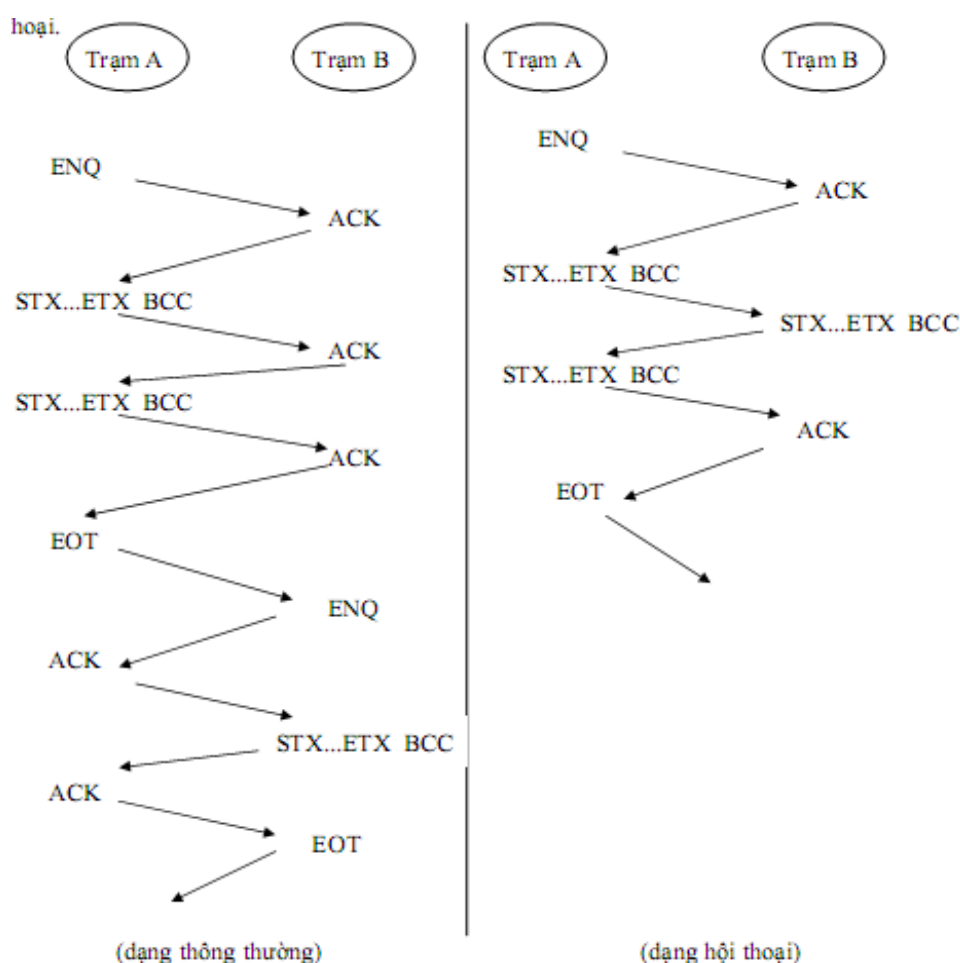 hoại.
Trạm A
Trạm B
ENQ
ACK
STX...ETX BCC
ACK
STX...ETX BCC
ACK
EOT
ENQ
ACK
STX...ETX BCC
ACK
EOT
(dạng thông thường)
Trạm A
Trạm B
ENQ
ACK
STX...ETX BCC
STX...ETX BCC
STX...ETX BCC
ACK
EOT
(dạng hội thoại)